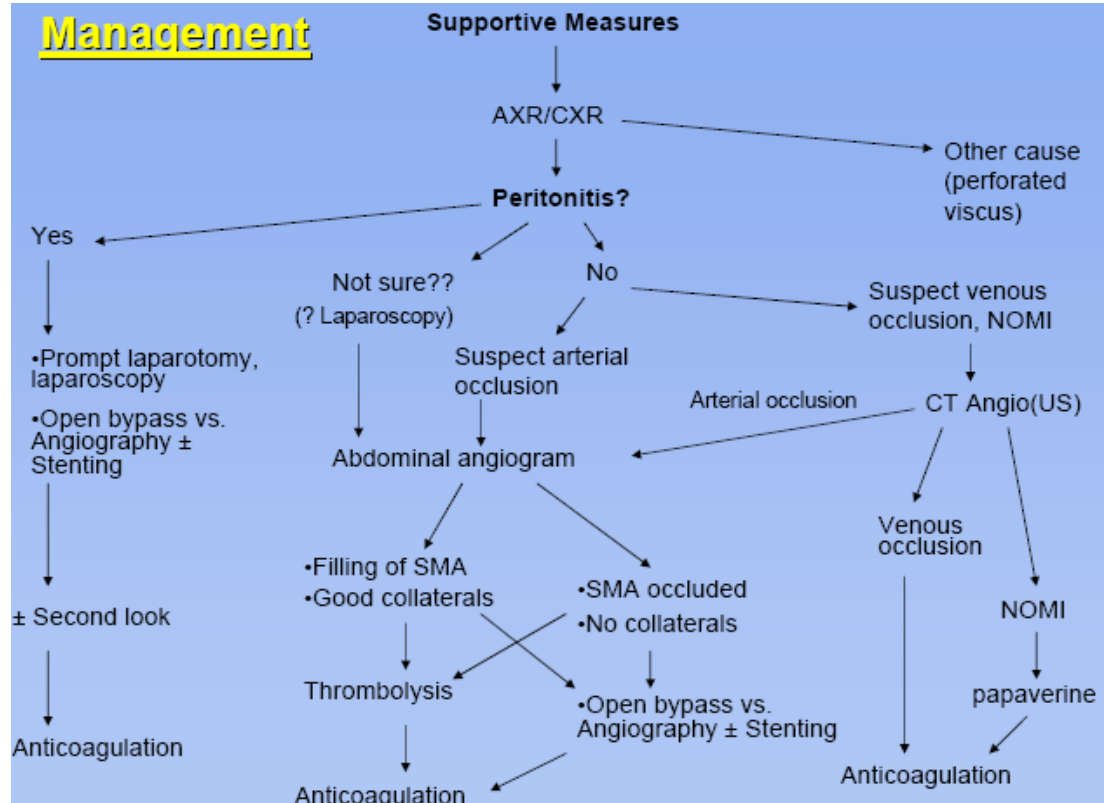 Management
Supportive Measures
AXR/CXR
Other cause
(perforated
viscus)
Peritonitis?
Yes
Not sure??
(? Laparoscopy)
No
Suspect venous
occlusion, NOMI
•Prompt laparotomy,
laparoscopy
•Open bypass vs.
Angiography ±
Stenting
Suspect arterial
occlusion
Arterial occlusion
CT Angio(US)
Abdominal angiogram
Venous
occlusion
•Filling of SMA
•Good collaterals
•SMA occluded
•No collaterals
NOMI
± Second look
Thrombolysis
•Open bypass vs.
Angiography ± Stenting
papaverine
Anticoagulation
Anticoagulation
Anticoagulation